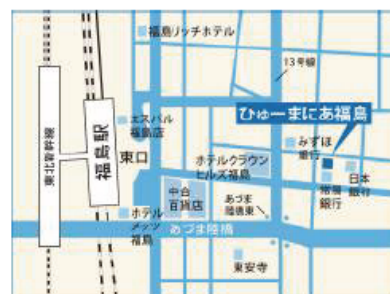 福島リッチホテル
13号線
ひゅーまにあ福島
東北新幹線
福島駅
エスパル
福島店
東口
みずほ
銀行
ホテルクラウン
ヒルズ福島
日本
銀行
常陽
銀行
中合
百貨店
あづま
陸橋東
ホテル
メッツ
福島
あづま陸橋
東安寺